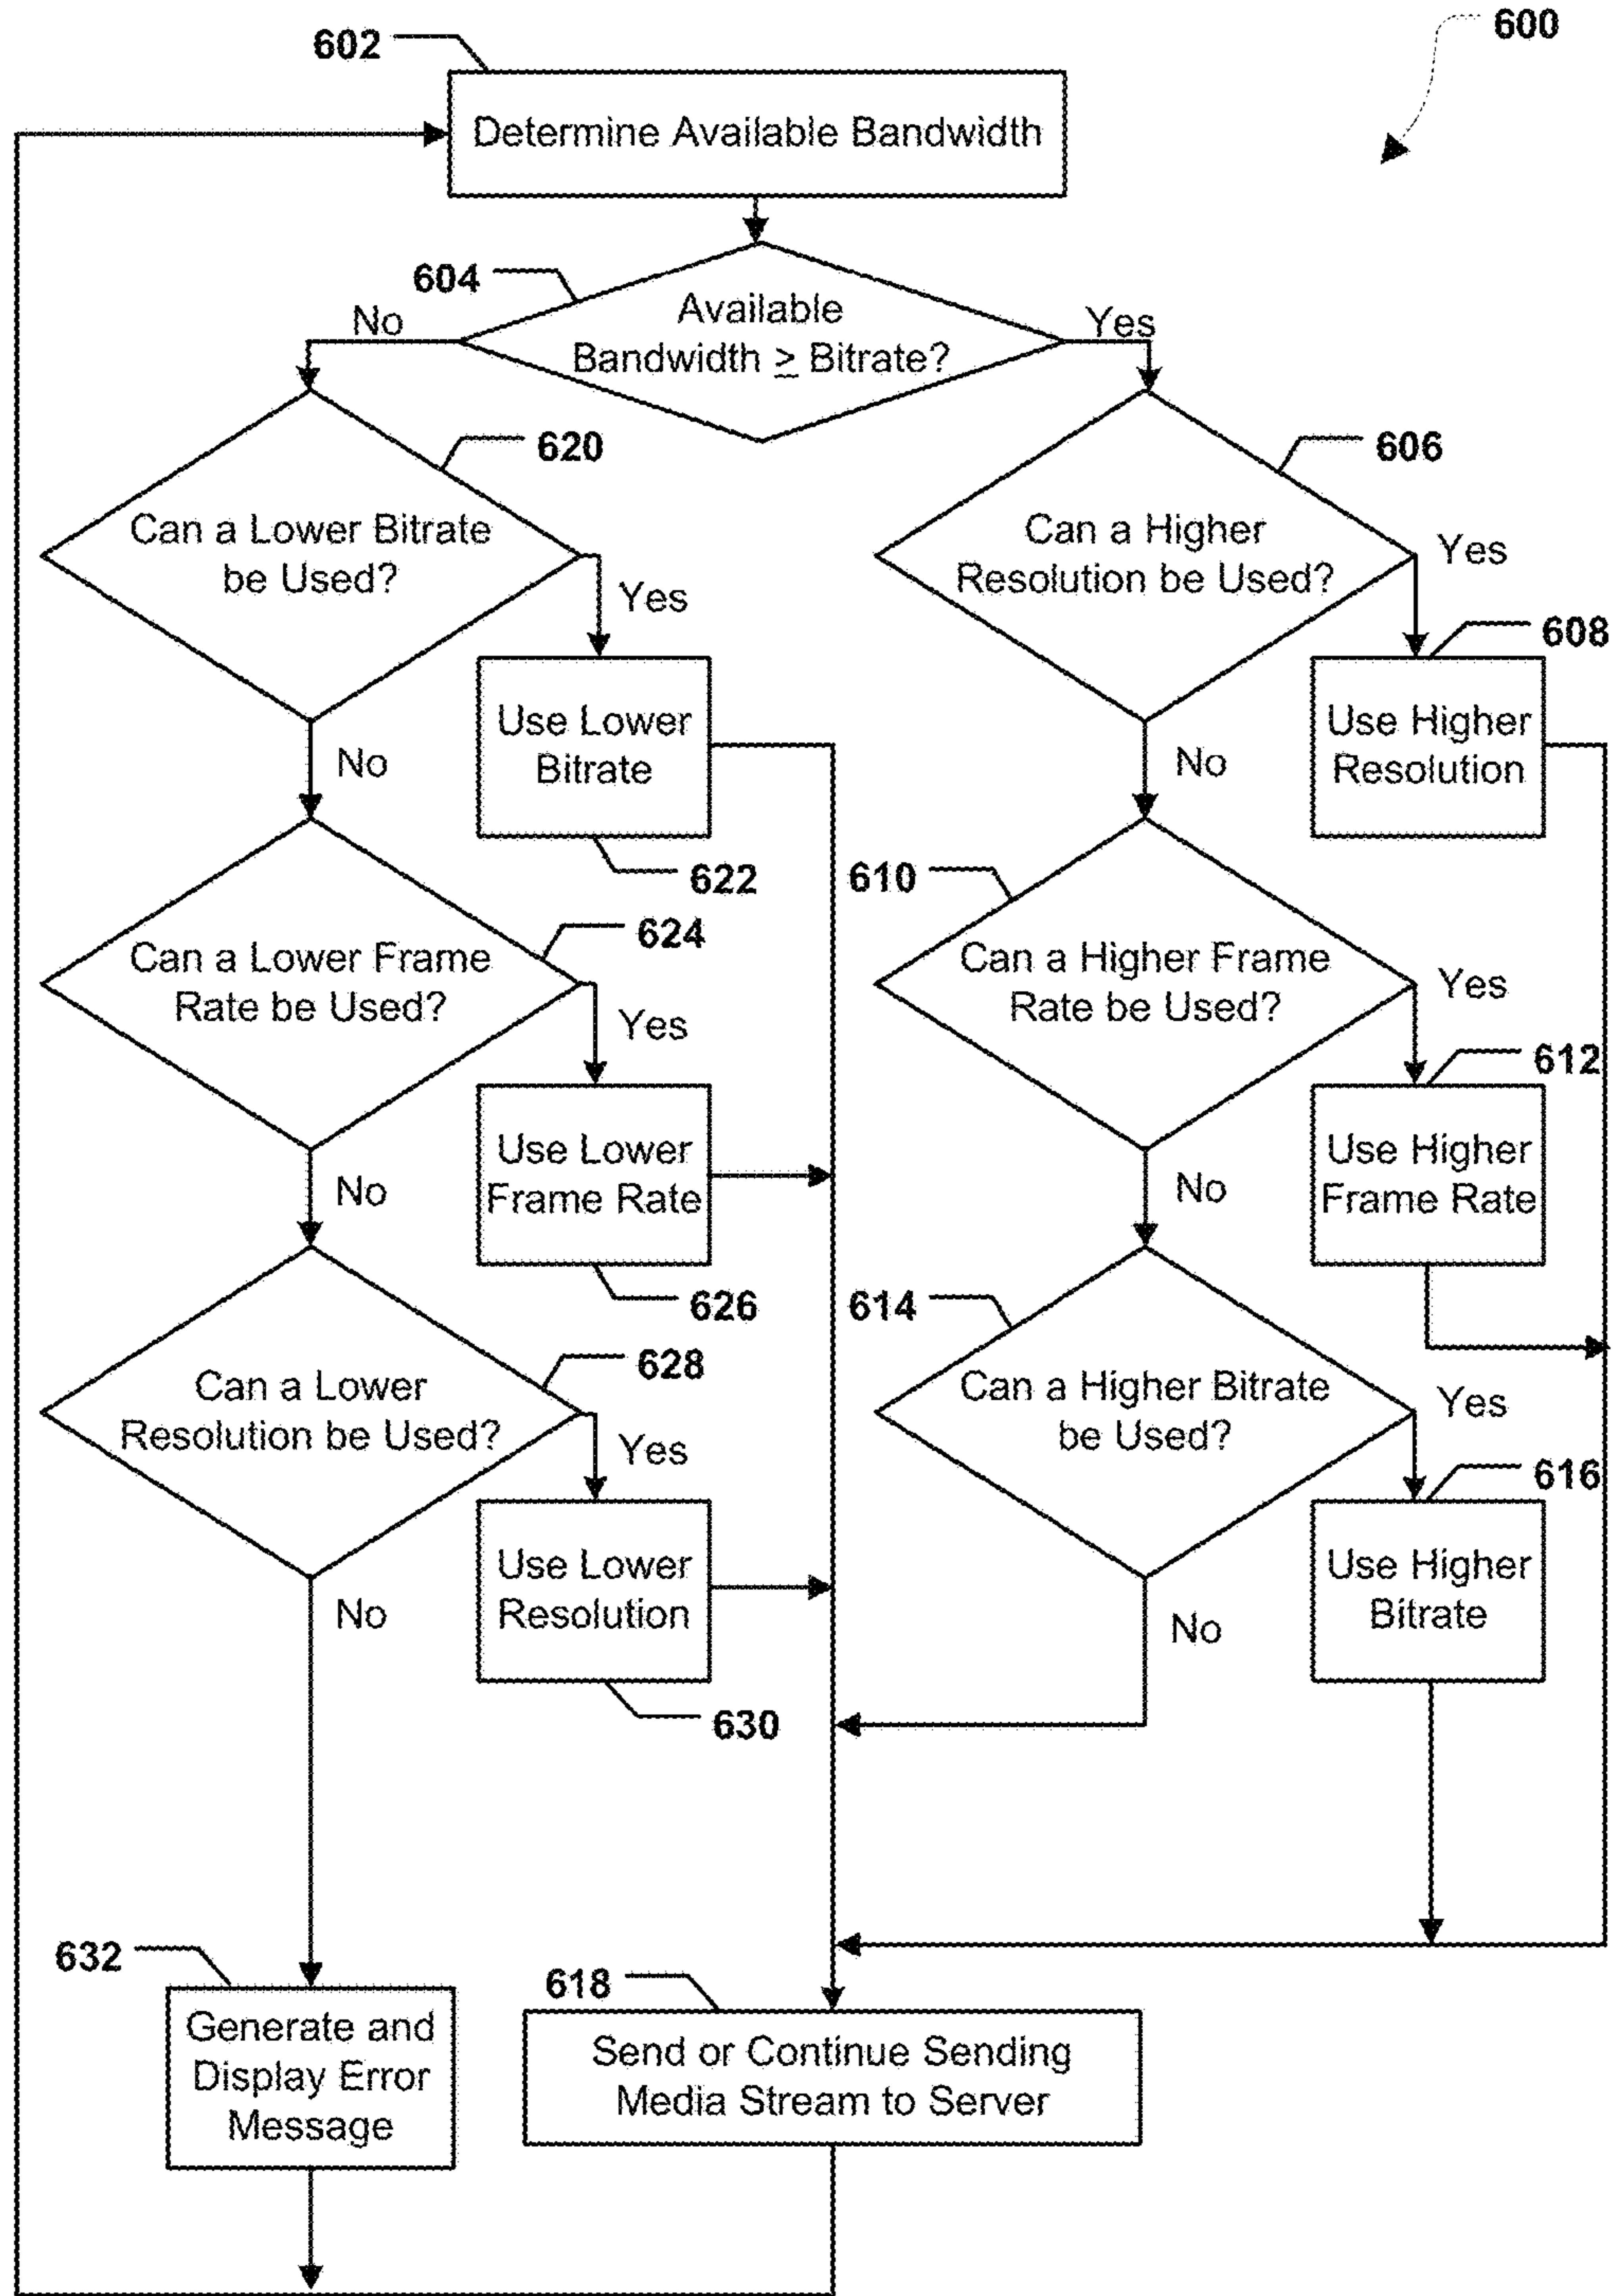 600
602
Determine Available Bandwidth
604
Available
Bandwidth ≥ Bitrate?
No
Yes
620
Can a Lower Bitrate
be Used?
Yes
No
606
Can a Higher
Resolution be Used?
Yes
No
Use Lower
Bitrate
622
608
Use Higher
Resolution
624
Can a Lower Frame
Rate be Used?
Yes
No
610
Can a Higher Frame
Rate be Used?
Yes
No
Use Lower
Frame Rate
626
612
Use Higher
Frame Rate
628
Can a Lower
Resolution be Used?
Yes
No
614
Can a Higher Bitrate
be Used?
Yes
No
Use Lower
Resolution
630
616
Use Higher
Bitrate
632
Generate and
Display Error
Message
618
Send or Continue Sending
Media Stream to Server